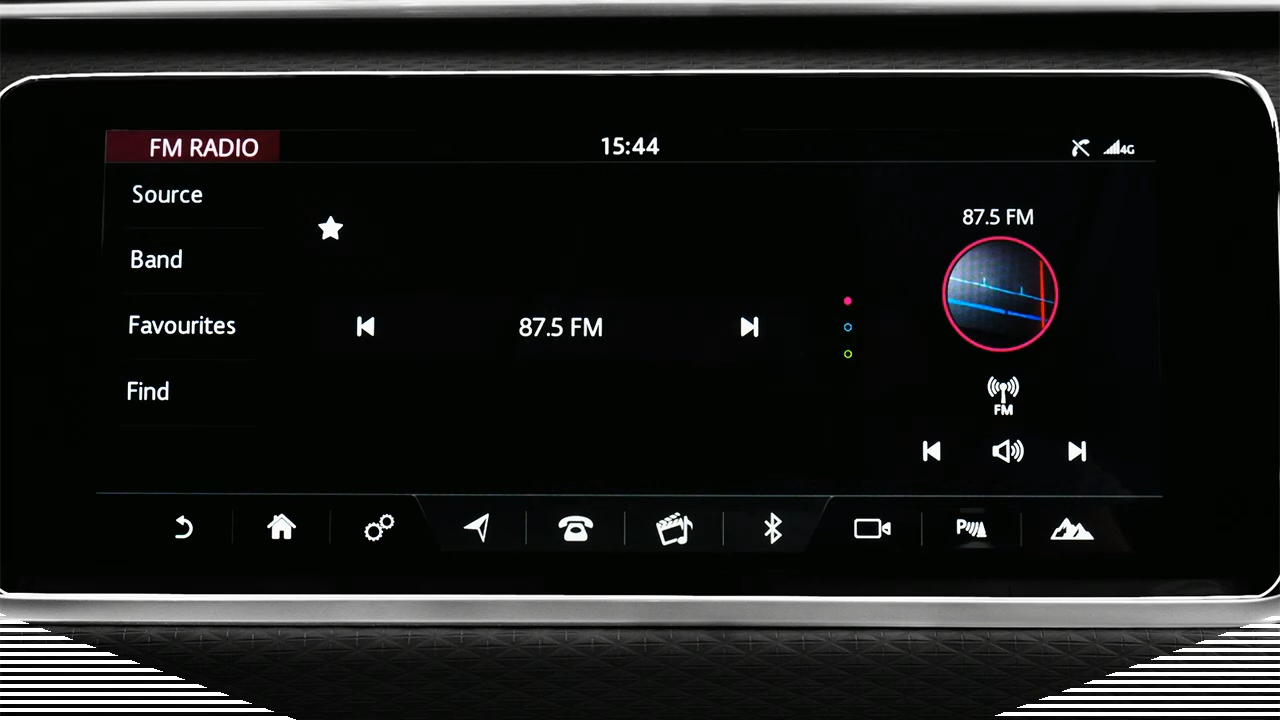 FM RADIO
15:44
4G
Source
Band
Favourites
Find
87.5 FM
87.5 FM
FM
P